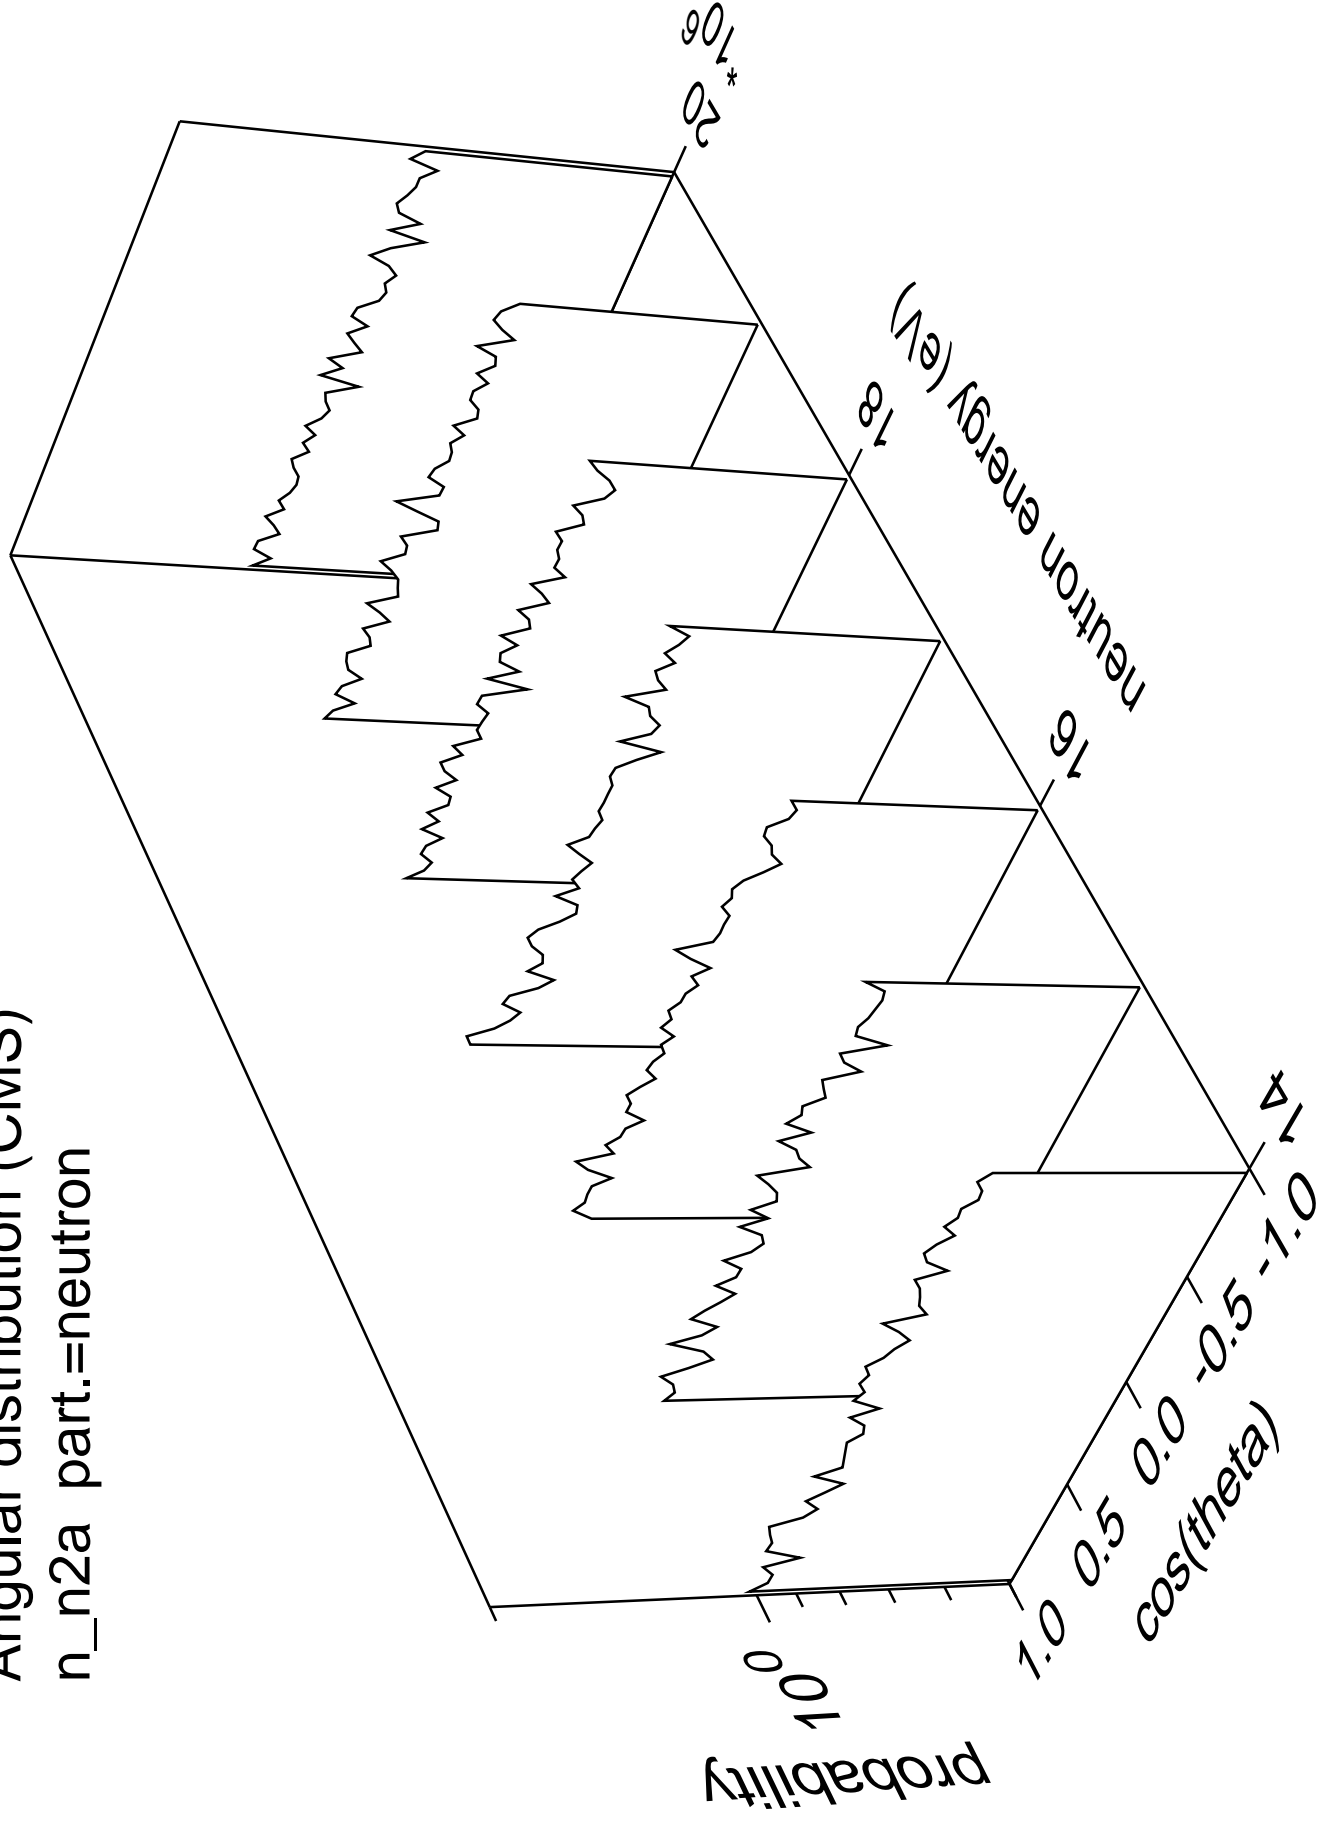 Angular distribution (CMS)
n_n2a part.=neutron
probability
10^0
cos(theta)
1.0 0.5 0.0 -0.5 -1.0
neutron energy (eV)
14 16 18 20
*10^6